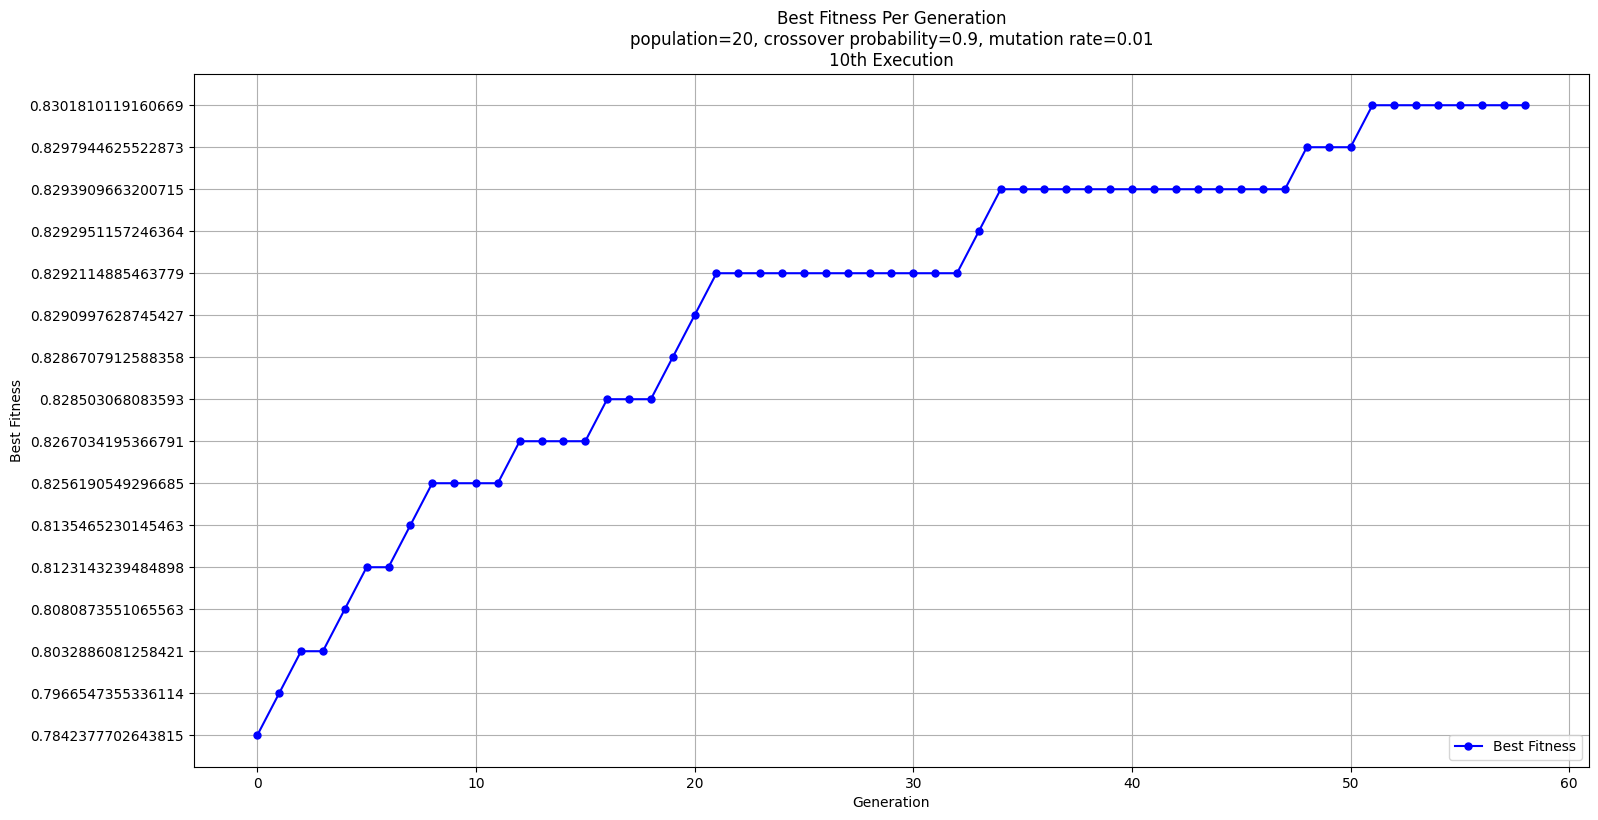 Best Fitness Per Generation
population=20, crossover probability=0.9, mutation rate=0.01
10th Execution
0.8301810119160669
0.8297944625522873
0.8293909663200715
0.8292951157246364
0.8292114885463779
0.8290997628745427
0.8286707912588358
0.828503068083593
0.8267034195366791
0.8256190549296685
0.8135465230145463
0.8123143239484898
0.8080873551065563
0.8032886081258421
0.7966547355336114
0.7842377702643815
Best Fitness
Best Fitness
0 10 20 30 40 50 60
Generation